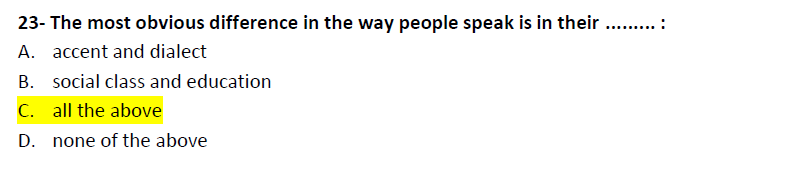 23- The most obvious difference in the way people speak is in their ......... :
A. accent and dialect
B. social class and education
C. all the above
D. none of the above